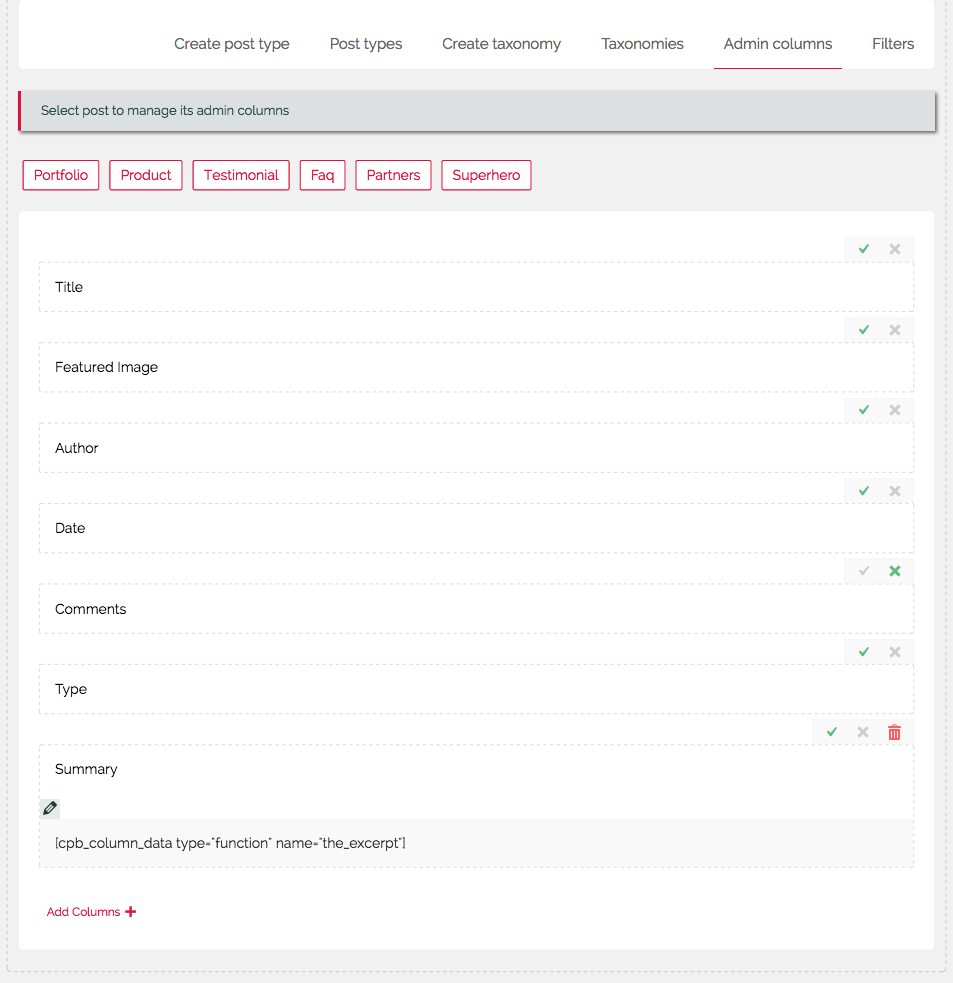 Create post type Post types Create taxonomy Taxonomies Admin columns Filters
Select post to manage its admin columns
Portfolio Product Testimonial Faq Partners Superhero
Title
Featured Image
Author
Date
Comments
Type
Summary
[cpb_column_data type="function" name="the_excerpt"]
Add Columns